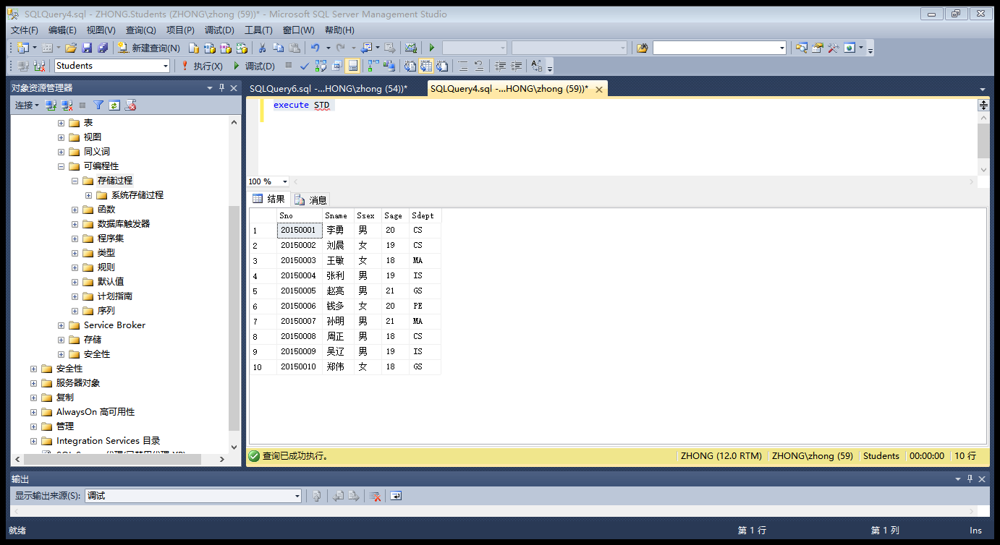 SQLQuery4.sql - ZHONG.Students (ZHONG\zhong (59))* - Microsoft SQL Server Management Studio
文件(F) 编辑(E) 视图(V) 查询(Q) 项目(P) 调试(D) 工具(T) 窗口(W) 帮助(H)
新建查询(N)
Students 执行(X) 调试(D)
对象资源管理器
连接
表
视图
同义词
可编程性
存储过程
系统存储过程
函数
数据库触发器
程序集
类型
规则
默认值
计划指南
序列
Service Broker
存储
安全性
安全性
服务器对象
复制
AlwaysOn 高可用性
管理
Integration Services 目录
SQLQuery6.sql -...HONG\zhong (54))* SQLQuery4.sql -...HONG\zhong (59))*
execute STD
100 %
结果 消息
Sno Sname Ssex Sage Sdept
1 20150001 李勇 男 20 CS
2 20150002 刘晨 女 19 CS
3 20150003 王敏 女 18 MA
4 20150004 张利 男 19 IS
5 20150005 赵亮 男 21 GS
6 20150006 钱多 女 20 PE
7 20150007 孙明 男 21 MA
8 20150008 周正 男 18 CS
9 20150009 吴辽 男 19 IS
10 20150010 郑伟 女 18 GS
查询已成功执行。 ZHONG (12.0 RTM) ZHONG\zhong (59) Students 00:00:00 10 行
输出
显示输出来源(S): 调试
就绪 第 1 行 第 1 列 Ins